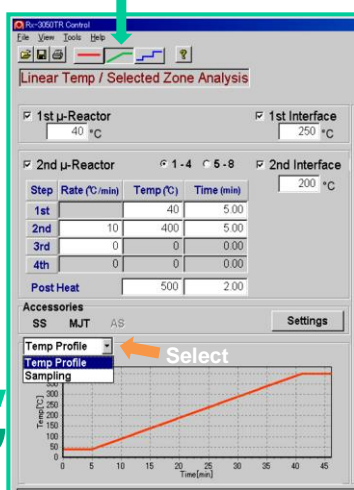 Rx-3050TR Control
File View Tools Help
?
Linear Temp / Selected Zone Analysis
1st µ-Reactor 1st Interface
40 °C 250 °C
2nd µ-Reactor 1 - 4 5 - 8 2nd Interface
200 °C
Step Rate (℃/min) Temp (℃) Time (min)
1st 40 5.00
2nd 10 400 5.00
3rd 0 0 0.00
4th 0 0 0.00
Post Heat 500 2.00
Accessories
SS MJT AS Settings
Temp Profile Select
Temp Profile
Sampling
350
300
250
200
150
100
50
0
Temp[℃]
0 5 10 15 20 25 30 35 40 45
Time[min]